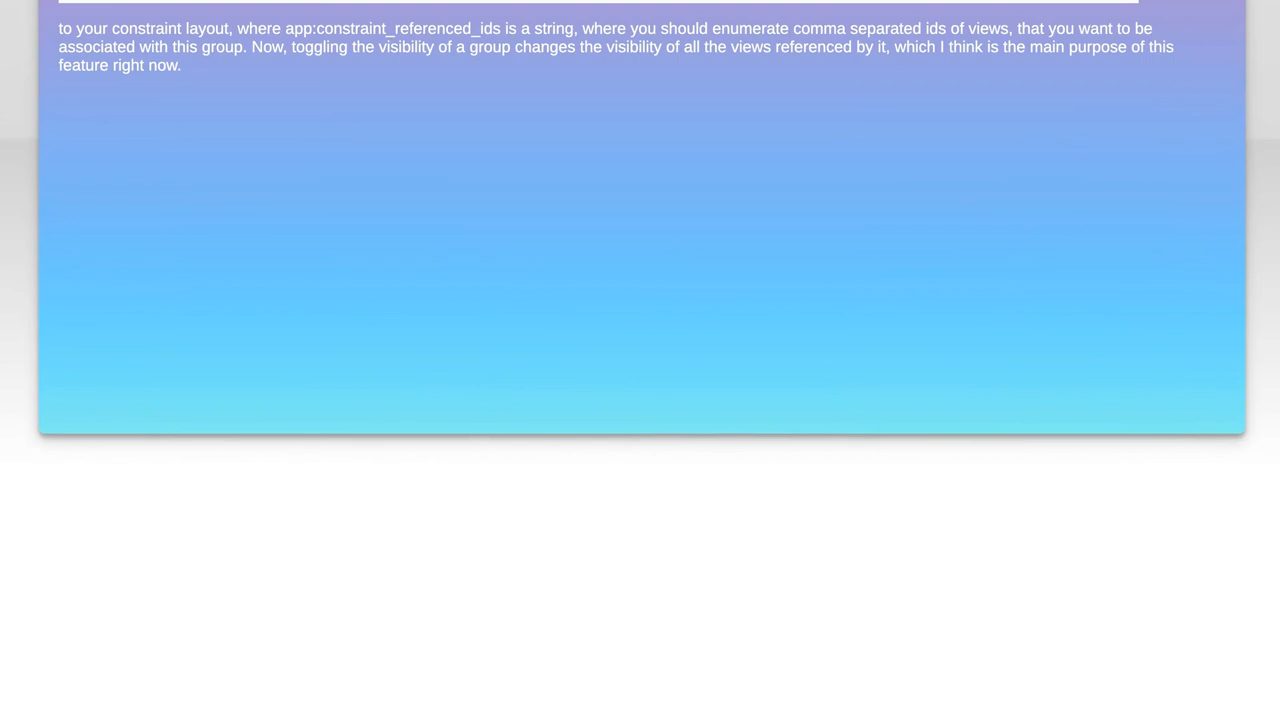 to your constraint layout, where app:constraint_referenced_ids is a string, where you should enumerate comma separated ids of views, that you want to be
associated with this group. Now, toggling the visibility of a group changes the visibility of all the views referenced by it, which I think is the main purpose of this
feature right now.